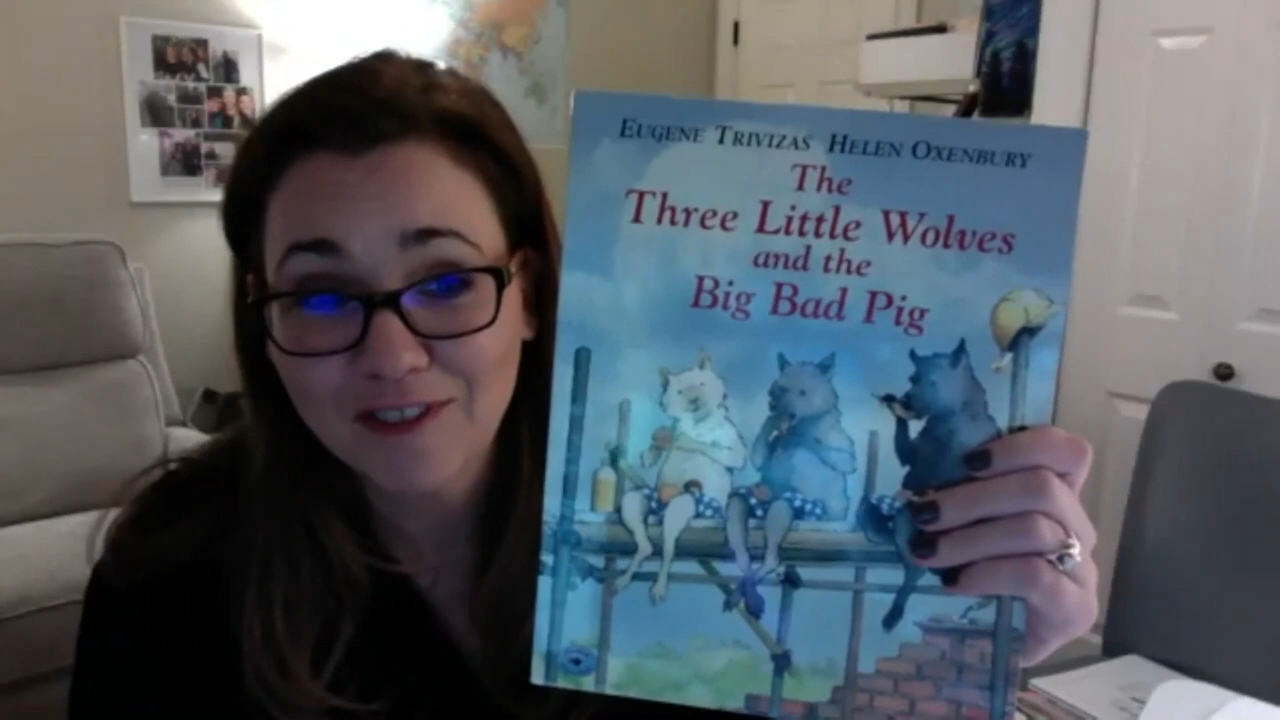 EUGENE TRIVIZAS HELEN OXENBURY
The
Three Little Wolves
and the
Big Bad Pig